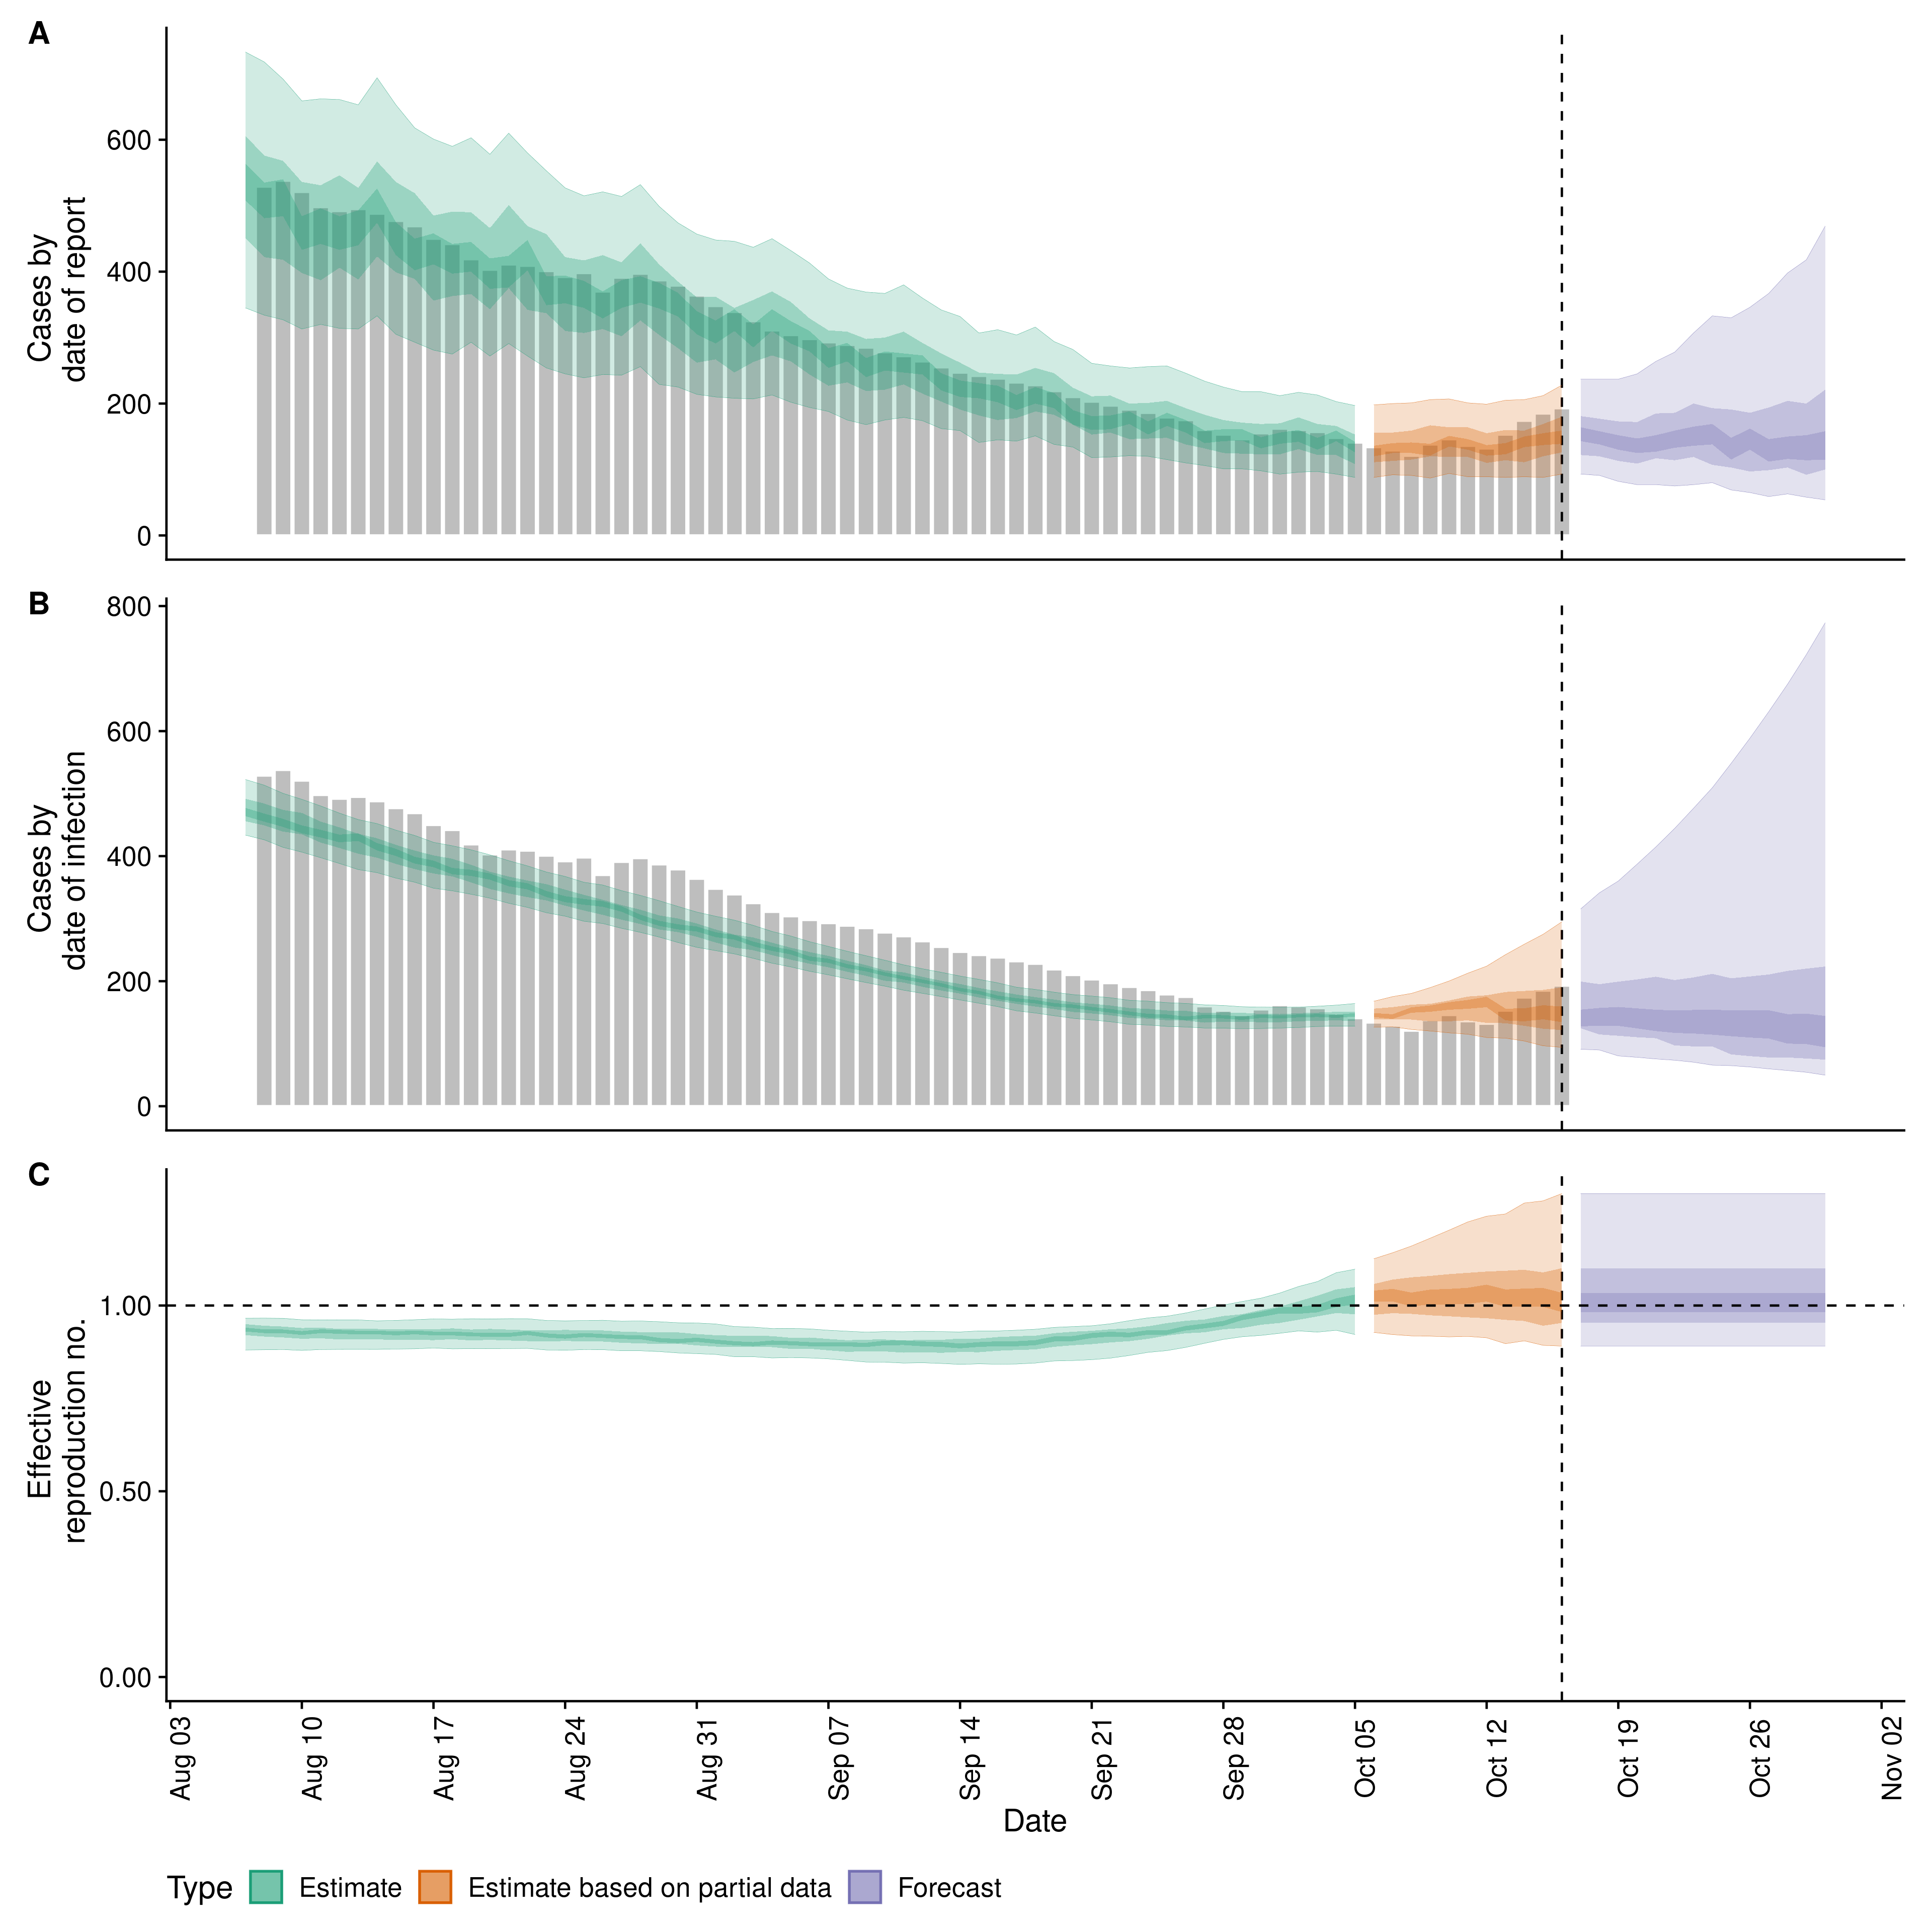 A
Cases by
date of report
600
400
200
0
B
Cases by
date of infection
800
600
400
200
0
C
Effective
reproduction no.
1.00
0.50
0.00
Aug 03
Aug 10
Aug 17
Aug 24
Aug 31
Sep 07
Sep 14
Sep 21
Sep 28
Oct 05
Oct 12
Oct 19
Oct 26
Nov 02
Date
Type Estimate Estimate based on partial data Forecast